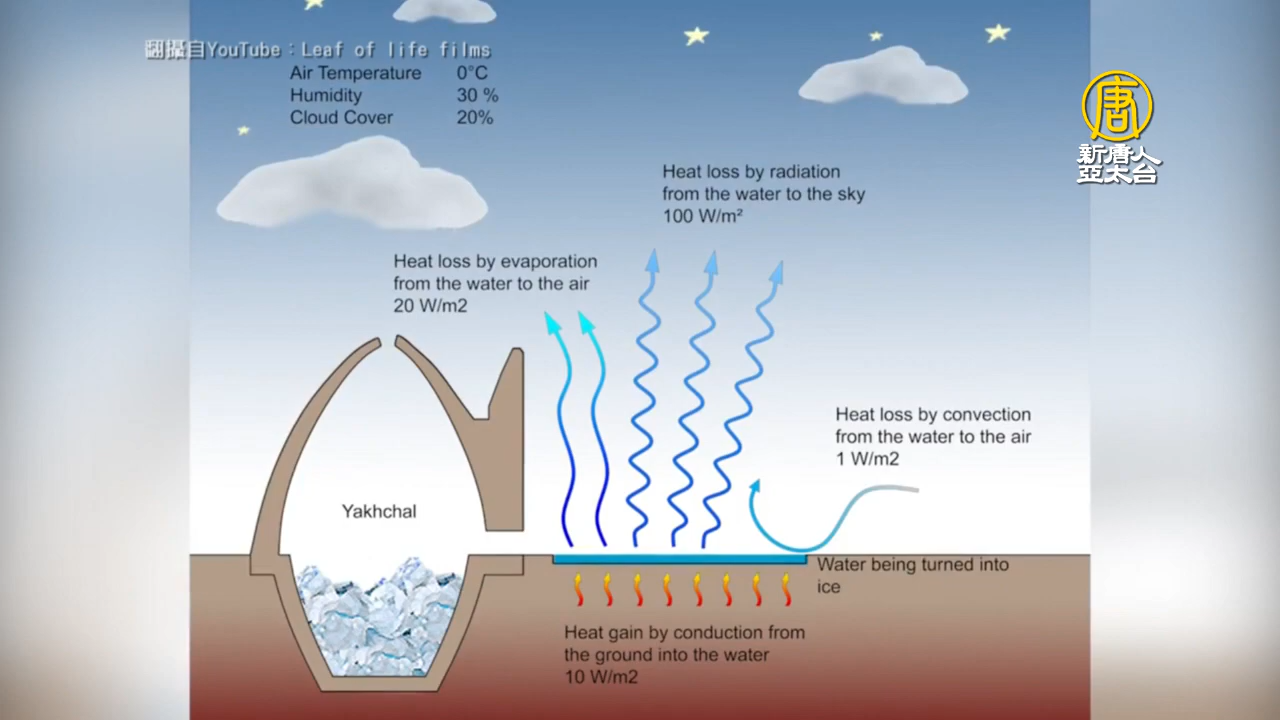 翻攝自YouTube：Leaf of life films
Air Temperature 0°C
Humidity 30 %
Cloud Cover 20%
唐
新唐人
亞太台
Heat loss by radiation
from the water to the sky
100 W/m²
Heat loss by evaporation
from the water to the air
20 W/m2
Heat loss by convection
from the water to the air
1 W/m2
Yakhchal
Water being turned into
ice
Heat gain by conduction from
the ground into the water
10 W/m2